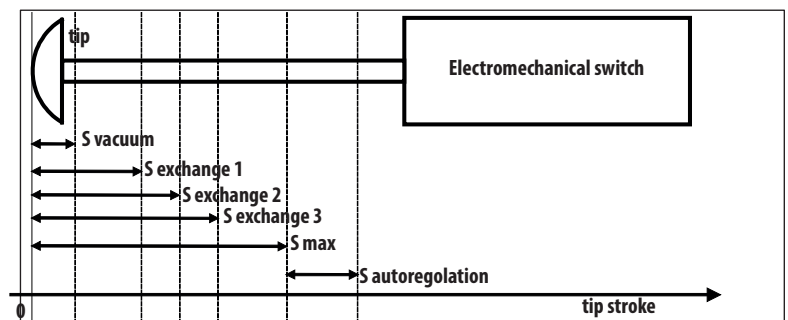 tip
Electromechanical switch
S vacuum
S exchange 1
S exchange 2
S exchange 3
S max
S autoregolation
0
tip stroke